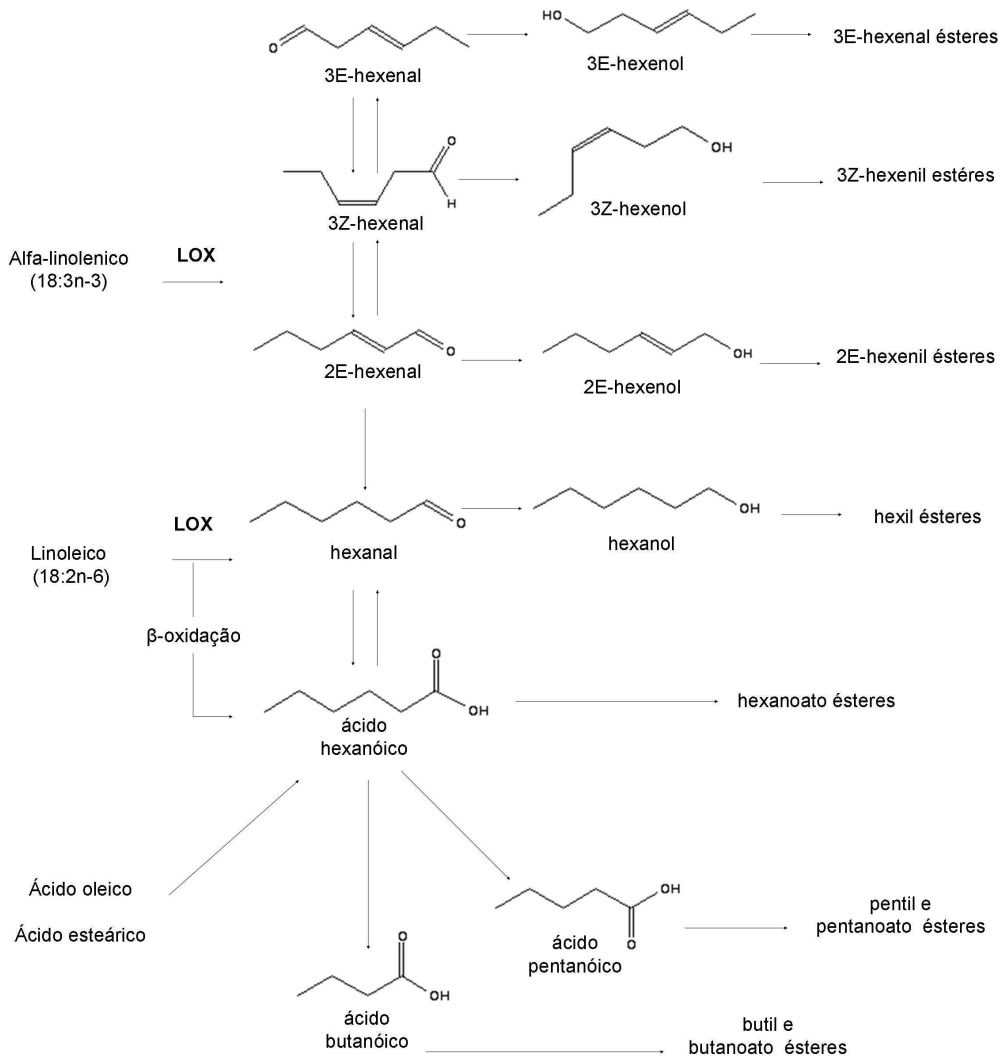 O
HO
3E-hexenal ésteres
3E-hexenal
3E-hexenol
O
H
OH
3Z-hexenil estéres
3Z-hexenal
3Z-hexenol
Alfa-linolenico
(18:3n-3)
LOX
O
OH
2E-hexenil ésteres
2E-hexenal
2E-hexenol
LOX
O
OH
hexil ésteres
hexanal
hexanol
Linoleico
(18:2n-6)
β-oxidação
O
OH
hexanoato ésteres
ácido
hexanóico
Ácido oleico
Ácido esteárico
OH
O
pentil e
pentanoato ésteres
ácido
pentanóico
O
OH
ácido
butanóico
butil e
butanoato ésteres